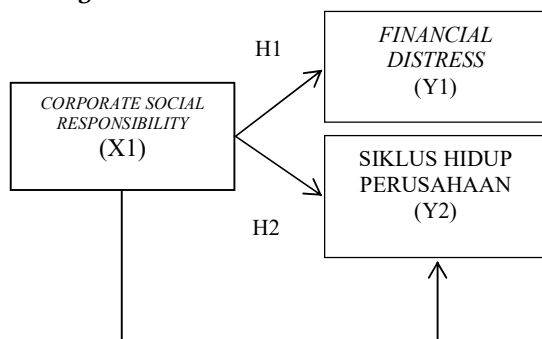 H1
FINANCIAL
DISTRESS
(Y1)
CORPORATE SOCIAL
RESPONSIBILITY
(X1)
SIKLUS HIDUP
PERUSAHAAN
(Y2)
H2